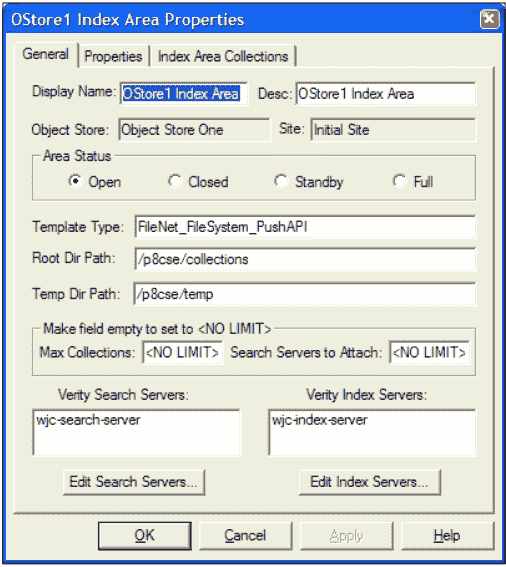 OStore1 Index Area Properties
General Properties Index Area Collections
Display Name: OStore1 Index Area Desc: OStore1 Index Area
Object Store: Object Store One Site: Initial Site
Area Status
Open Closed Standby Full
Template Type: FileNet_FileSystem_PushAPI
Root Dir Path: /p8cse/collections
Temp Dir Path: /p8cse/temp
Make field empty to set to <NO LIMIT>
Max Collections: <NO LIMIT> Search Servers to Attach: <NO LIMIT>
Verity Search Servers: Verity Index Servers:
wjc-search-server wjc-index-server
Edit Search Servers... Edit Index Servers...
OK Cancel Apply Help